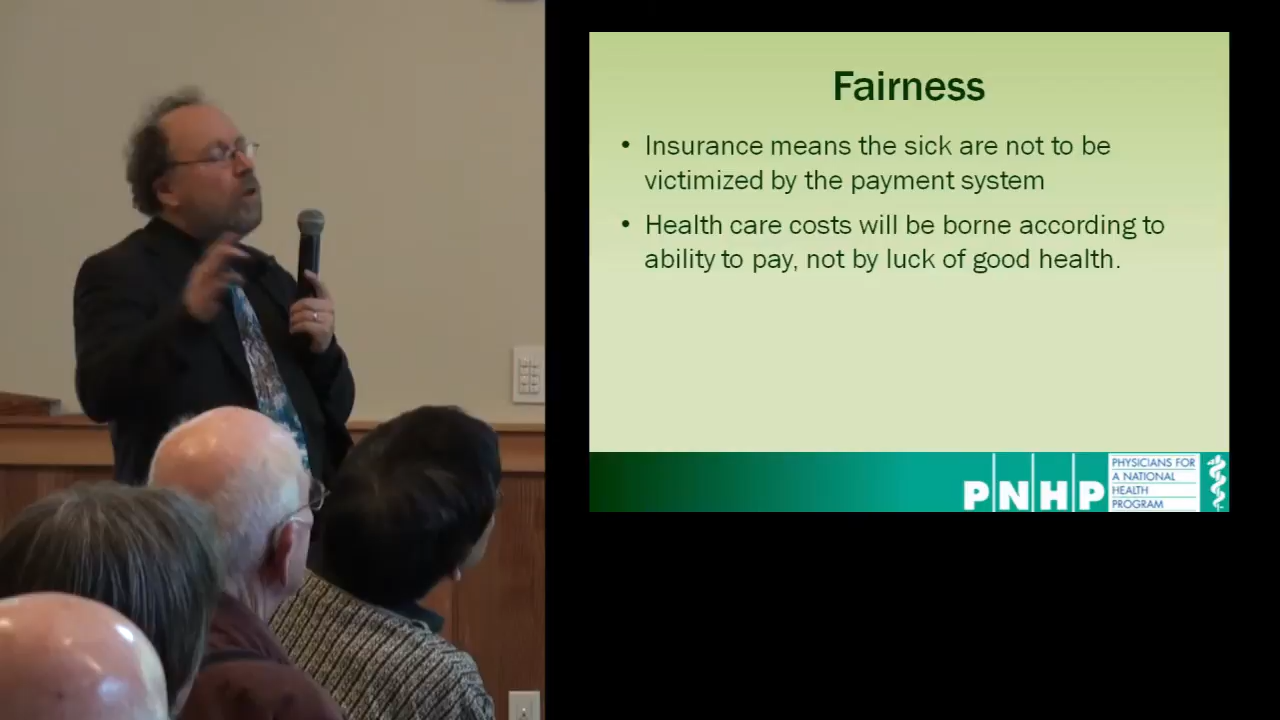 Fairness
• Insurance means the sick are not to be
victimized by the payment system
• Health care costs will be borne according to
ability to pay, not by luck of good health.
PNHP
PHYSICIANS FOR
A NATIONAL
HEALTH
PROGRAM